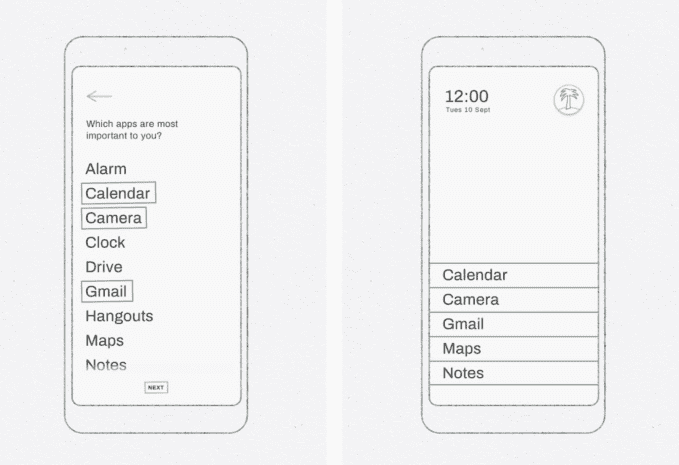 Which apps are most
important to you?
Alarm
Calendar
Camera
Clock
Drive
Gmail
Hangouts
Maps
Notes
NEXT
12:00
Tues 10 Sept
Calendar
Camera
Gmail
Maps
Notes